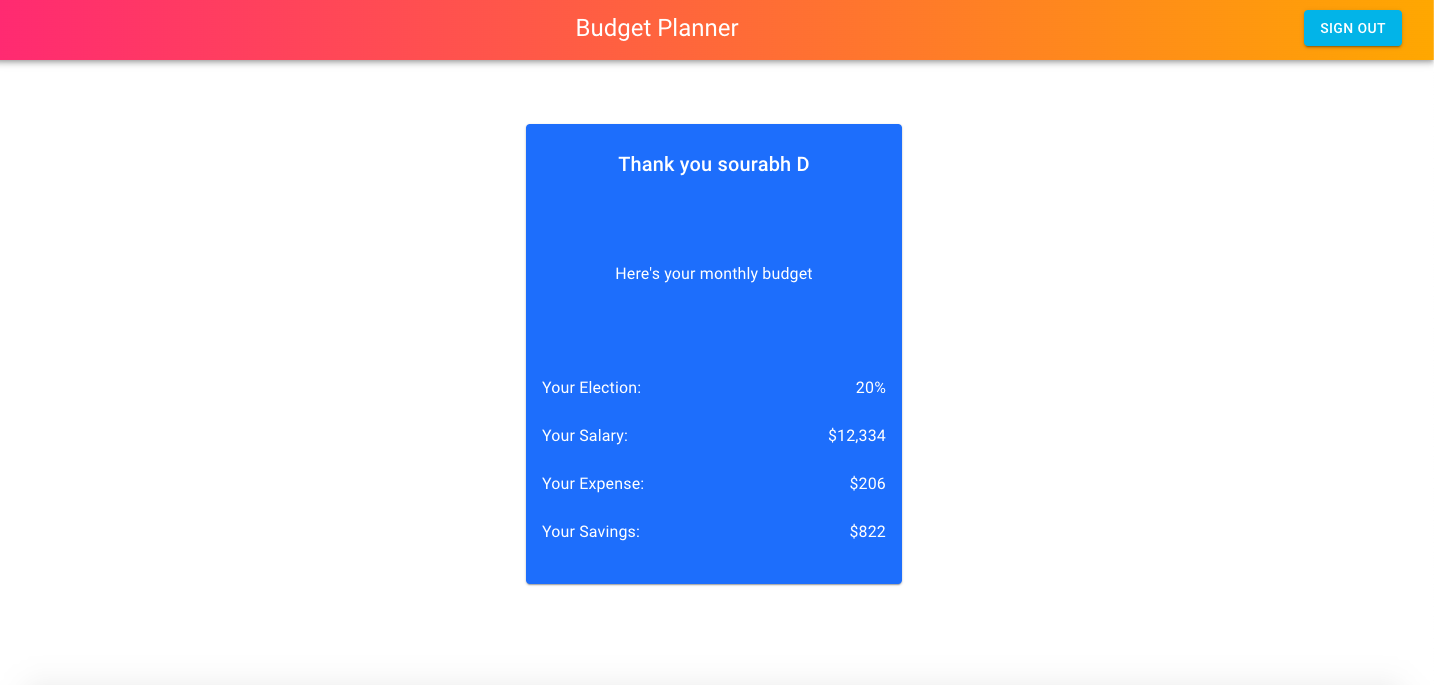 Budget Planner
SIGN OUT
Thank you sourabh D
Here's your monthly budget
Your Election: 20%
Your Salary: $12,334
Your Expense: $206
Your Savings: $822